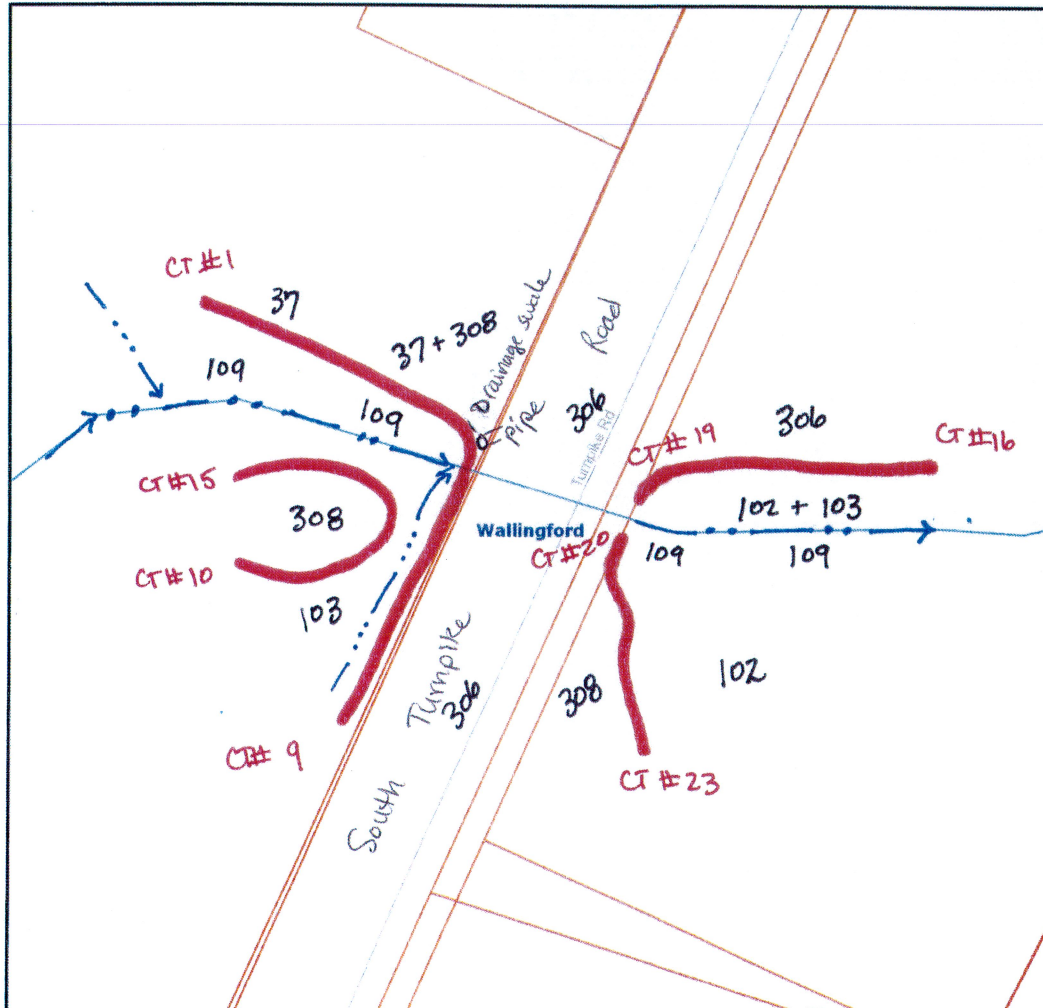 CT #1
37
37 + 308
Drainage swale
pipe
Road
306
Turnpike Rd
109
109
CT #15
308
CT #10
103
CT# 9
Wallingford
CT # 19
306
CT #16
102 + 103
CT #20
109
109
102
308
CT #23
South Turnpike
306